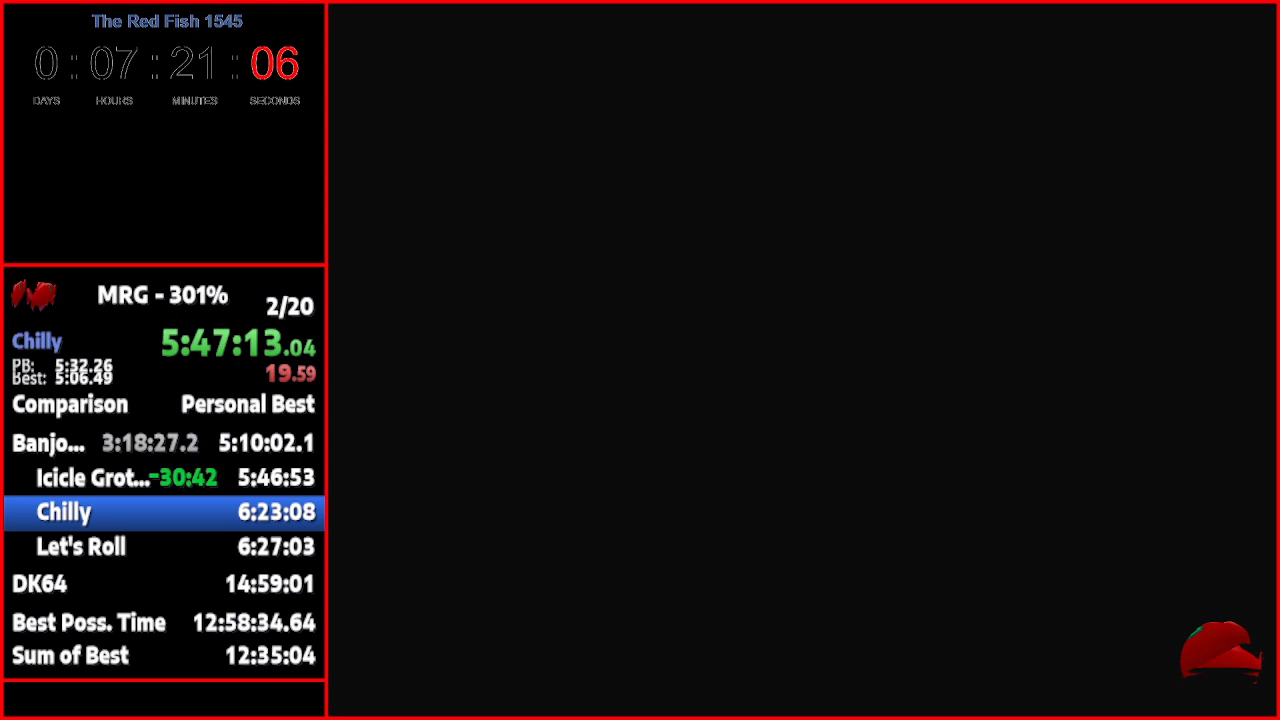 The Red Fish 1545
0 : 07 : 21 : 06
DAYS HOURS MINUTES SECONDS
MRG - 301%
2/20
Chilly 5:47:13.04
PB: 5:32.26
Best: 5:06.49
19.59
Comparison Personal Best
Banjo... 3:18:27.2 5:10:02.1
Icicle Grot... -30:42 5:46:53
Chilly 6:23:08
Let's Roll 6:27:03
DK64 14:59:01
Best Poss. Time 12:58:34.64
Sum of Best 12:35:04